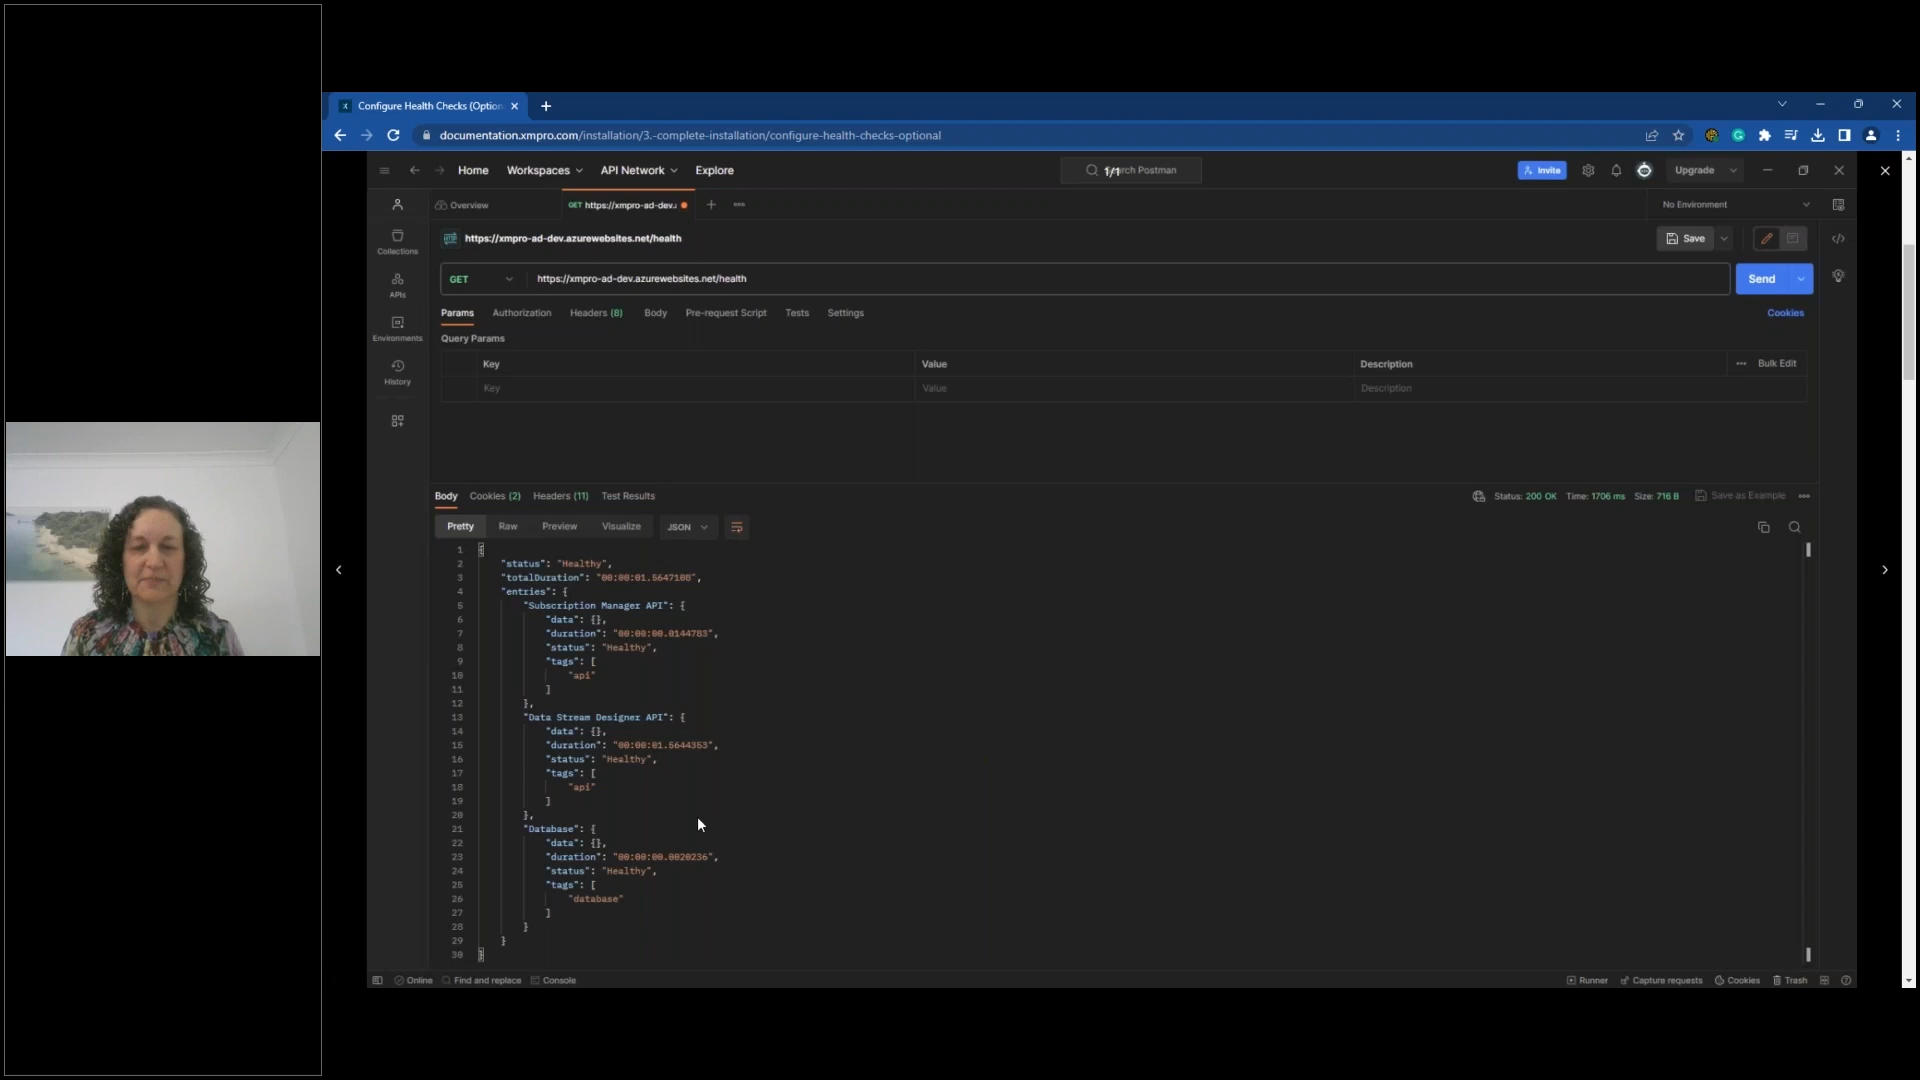 Configure Health Checks (Option
documentation.xmpro.com/installation/3.-complete-installation/configure-health-checks-optional
Home Workspaces API Network Explore
1/1
rch Postman
Invite
Upgrade
Overview
GET https://xmpro-ad-dev.
No Environment
https://xmpro-ad-dev.azurewebsites.net/health
Save
Collections
GET
https://xmpro-ad-dev.azurewebsites.net/health
Send
APIs
Params Authorization Headers (8) Body Pre-request Script Tests Settings
Cookies
Environments
Query Params
Key Value Description
Bulk Edit
History
Key Value Description
Body Cookies (2) Headers (11) Test Results
Status: 200 OK Time: 1706 ms Size: 716 B Save as Example
Pretty Raw Preview Visualize JSON
1 {
2 "status": "Healthy",
3 "totalDuration": "00:00:01.5647108",
4 "entries": {
5 "Subscription Manager API": {
6 "data": {},
7 "duration": "00:00:00.0144783",
8 "status": "Healthy",
9 "tags": [
10 "api"
11 ]
12 },
13 "Data Stream Designer API": {
14 "data": {},
15 "duration": "00:00:01.5644353",
16 "status": "Healthy",
17 "tags": [
18 "api"
19 ]
20 },
21 "Database": {
22 "data": {},
23 "duration": "00:00:00.0020236",
24 "status": "Healthy",
25 "tags": [
26 "database"
27 ]
28 }
29 }
30 }
Online Find and replace Console
Runner Capture requests Cookies Trash